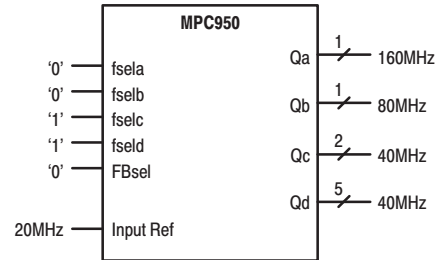 MPC950
‘0’ fsela
‘0’ fselb
‘1’ fselc
‘1’ fseld
‘0’ FBsel
20MHz Input Ref
Qa 1 160MHz
Qb 1 80MHz
Qc 2 40MHz
Qd 5 40MHz